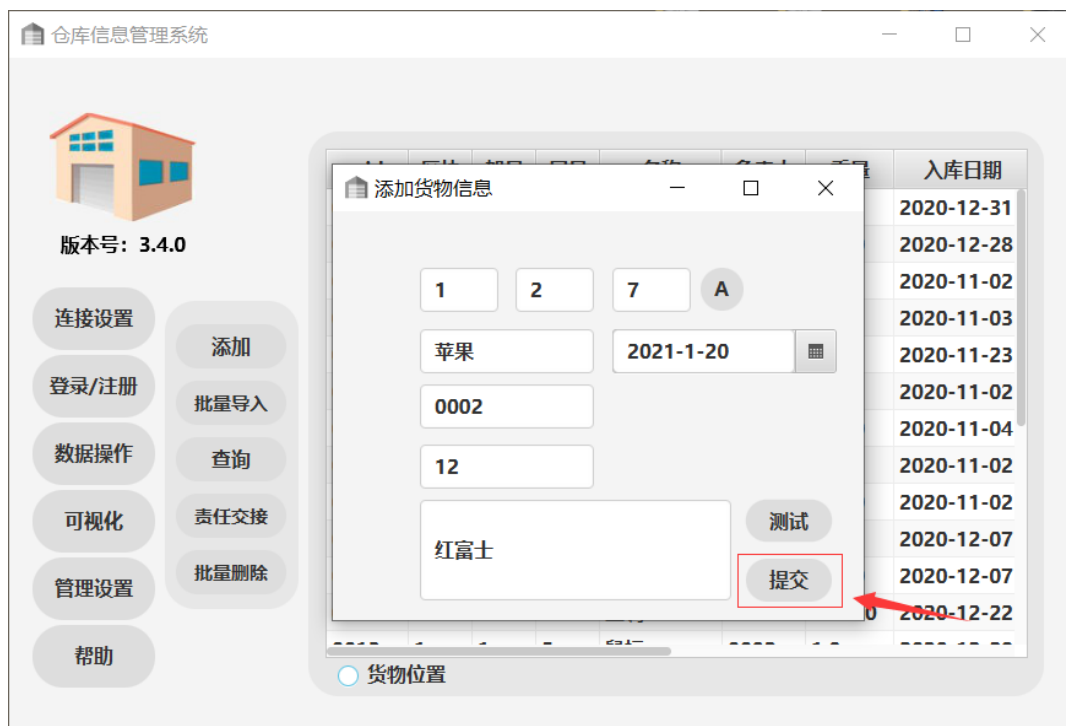 仓库信息管理系统
版本号：3.4.0
连接设置
登录/注册
数据操作
可视化
管理设置
帮助
添加
批量导入
查询
责任交接
批量删除
入库日期
2020-12-31
2020-12-28
2020-11-02
2020-11-03
2020-11-23
2020-11-02
2020-11-04
2020-11-02
2020-11-02
2020-12-07
2020-12-07
2020-12-22
添加货物信息
1 2 7 A
苹果 2021-1-20
0002
12
红富士
测试
提交
货物位置